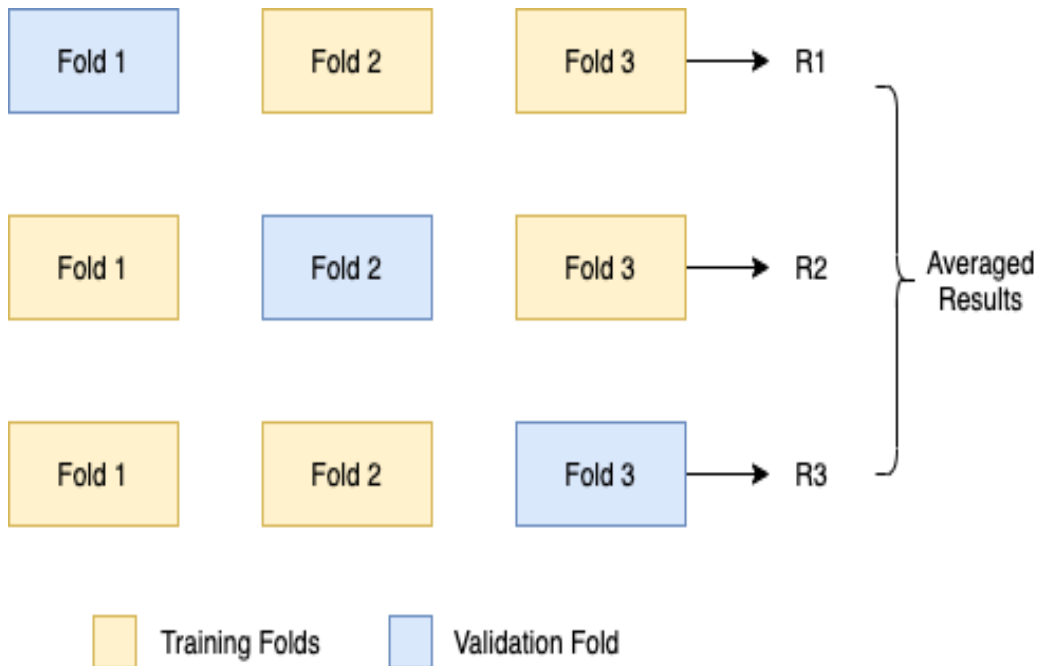 Fold 1
Fold 2
Fold 3
R1
Fold 1
Fold 2
Fold 3
R2
Averaged
Results
Fold 1
Fold 2
Fold 3
R3
Training Folds
Validation Fold